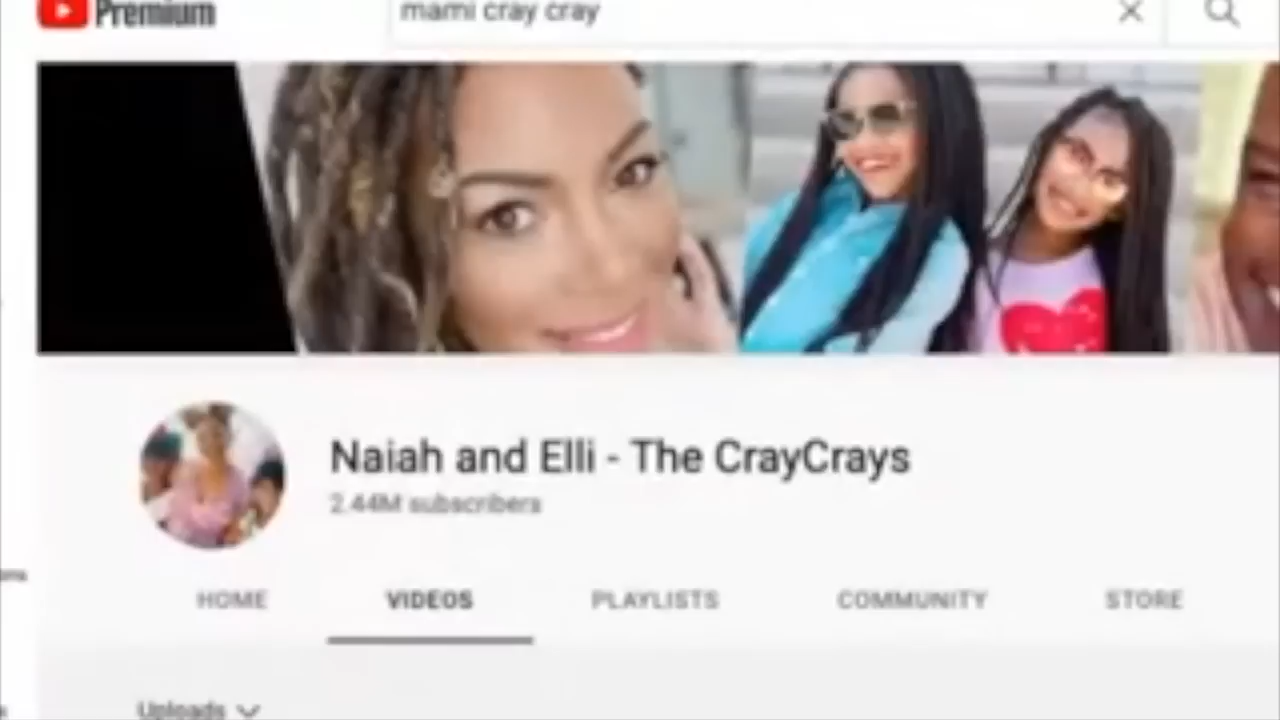 Premium
mami cray cray
Naiah and Elli - The CrayCrays
2.44M subscribers
HOME
VIDEOS
PLAYLISTS
COMMUNITY
STORE
Uploads